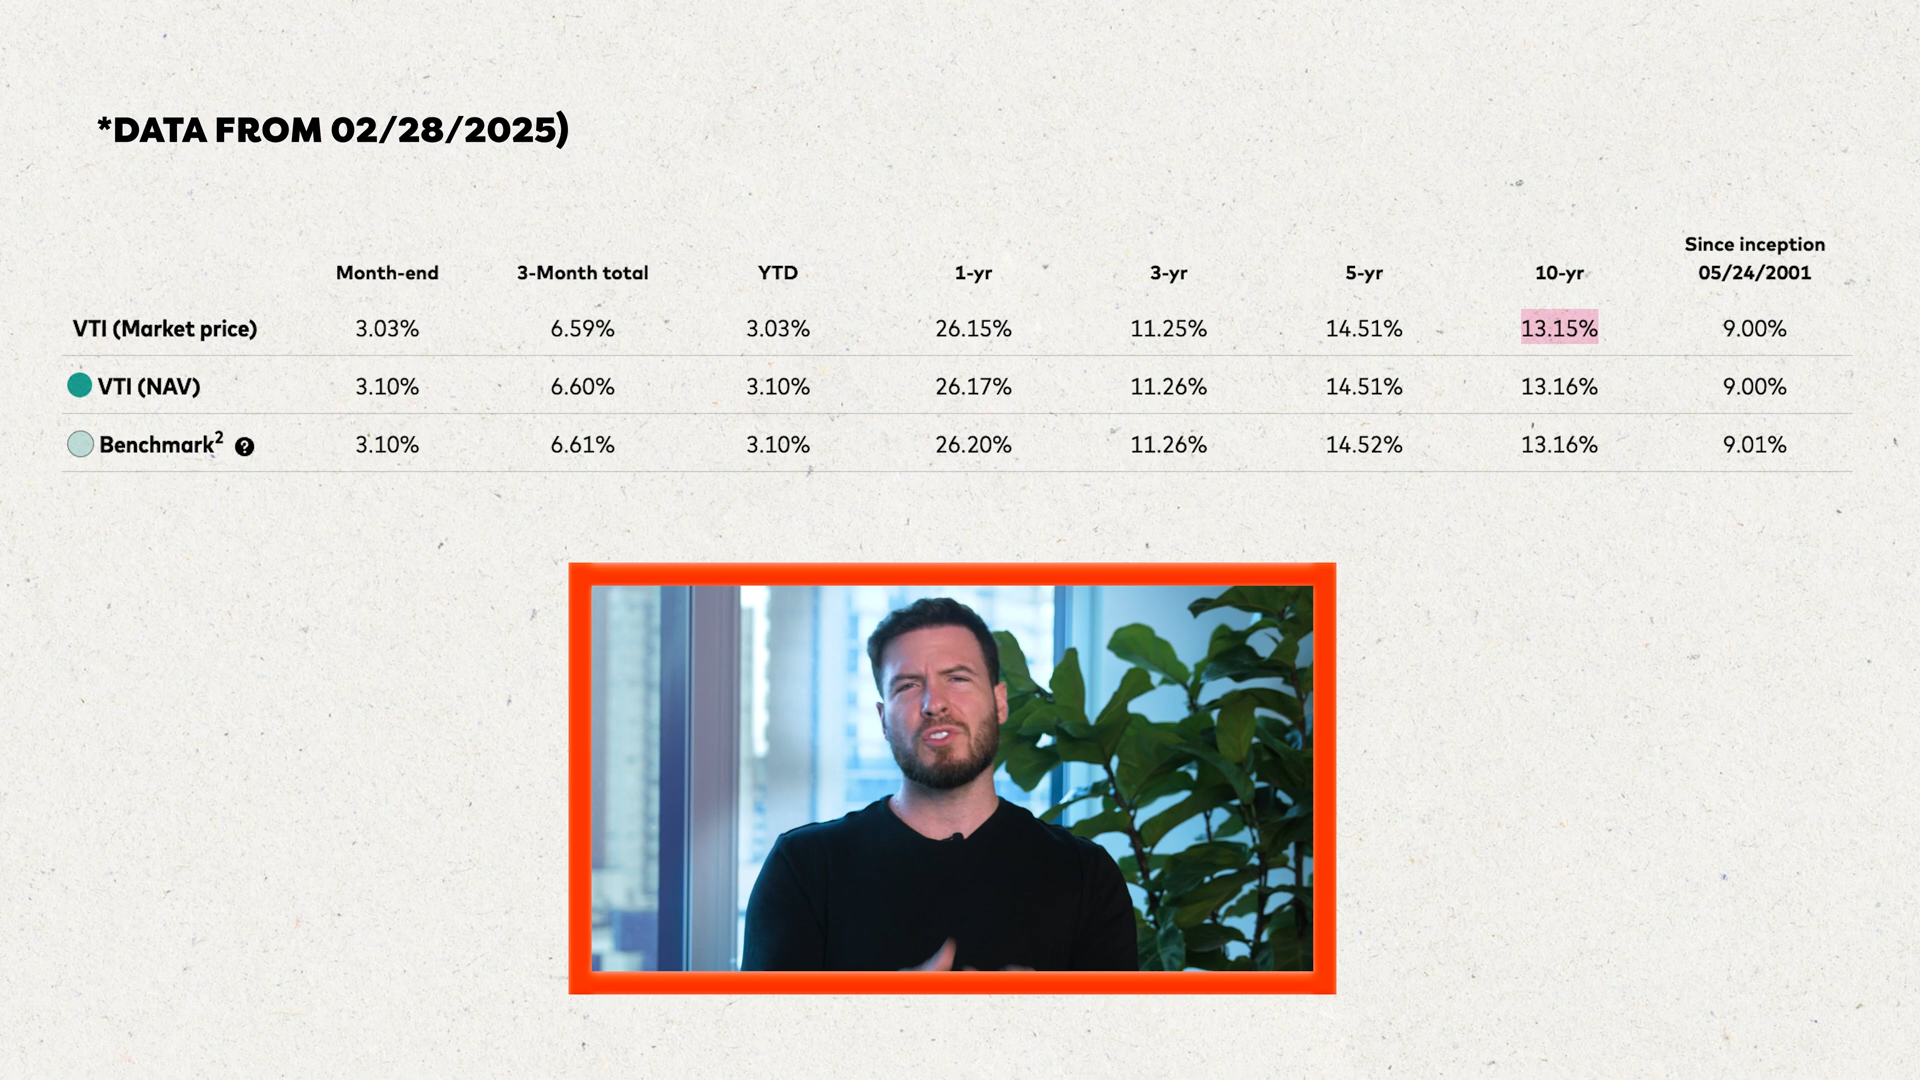 *DATA FROM 02/28/2025)
Month-end 3-Month total YTD 1-yr 3-yr 5-yr 10-yr Since inception 05/24/2001
VTI (Market price) 3.03% 6.59% 3.03% 26.15% 11.25% 14.51% 13.15% 9.00%
VTI (NAV) 3.10% 6.60% 3.10% 26.17% 11.26% 14.51% 13.16% 9.00%
Benchmark2 ? 3.10% 6.61% 3.10% 26.20% 11.26% 14.52% 13.16% 9.01%